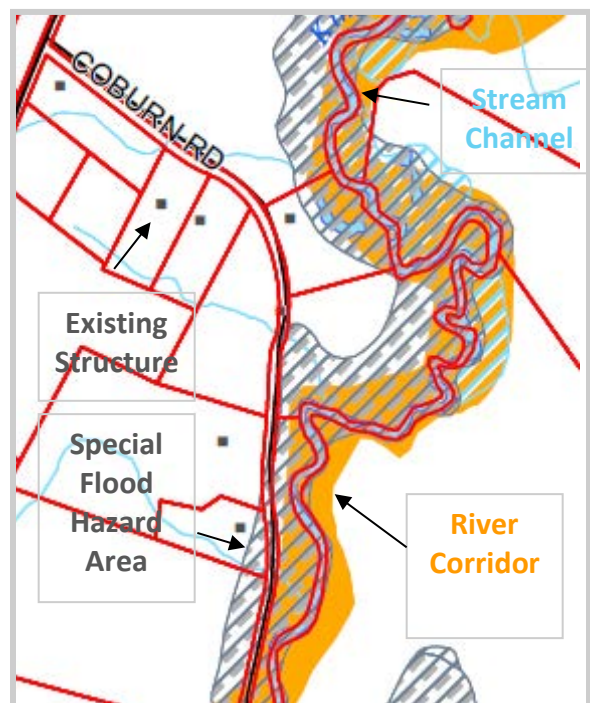 COBURN RD
Stream
Channel
Existing
Structure
Special
Flood
Hazard
Area
River
Corridor